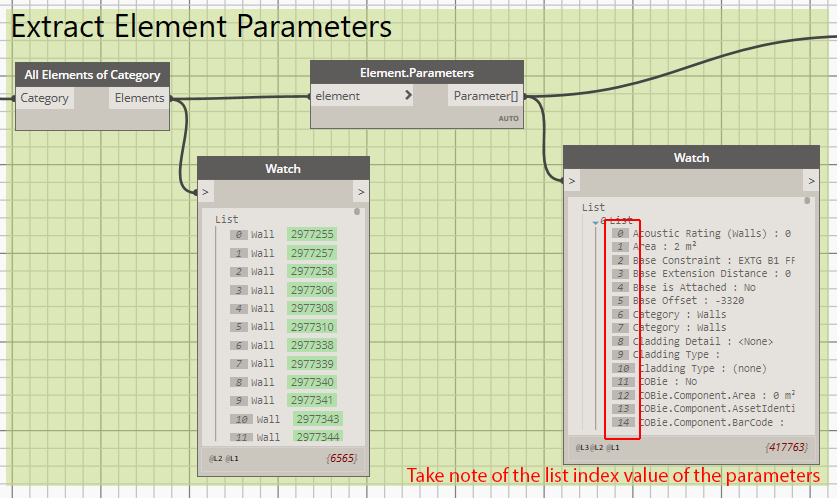 Extract Element Parameters
All Elements of Category
Category Elements
Element.Parameters
element > Parameter[]
AUTO
Watch
> >
List
0 Wall 2977255
1 Wall 2977257
2 Wall 2977258
3 Wall 2977306
4 Wall 2977308
5 Wall 2977310
6 Wall 2977338
7 Wall 2977339
8 Wall 2977340
9 Wall 2977341
10 Wall 2977343
11 Wall 2977344
@L2 @L1 {6565}
Watch
> >
List
0 List
0 Acoustic Rating (Walls) : 0
1 Area : 2 m²
2 Base Constraint : EXTG B1 FF
3 Base Extension Distance : 0
4 Base is Attached : No
5 Base Offset : -3320
6 Category : Walls
7 Category : Walls
8 Cladding Detail : <None>
9 Cladding Type :
10 Cladding Type : (none)
11 COBie : No
12 COBie.Component.Area : 0 m²
13 COBie.Component.AssetIdenti
14 COBie.Component.BarCode :
@L3 @L2 @L1 {417763}
Take note of the list index value of the parameters